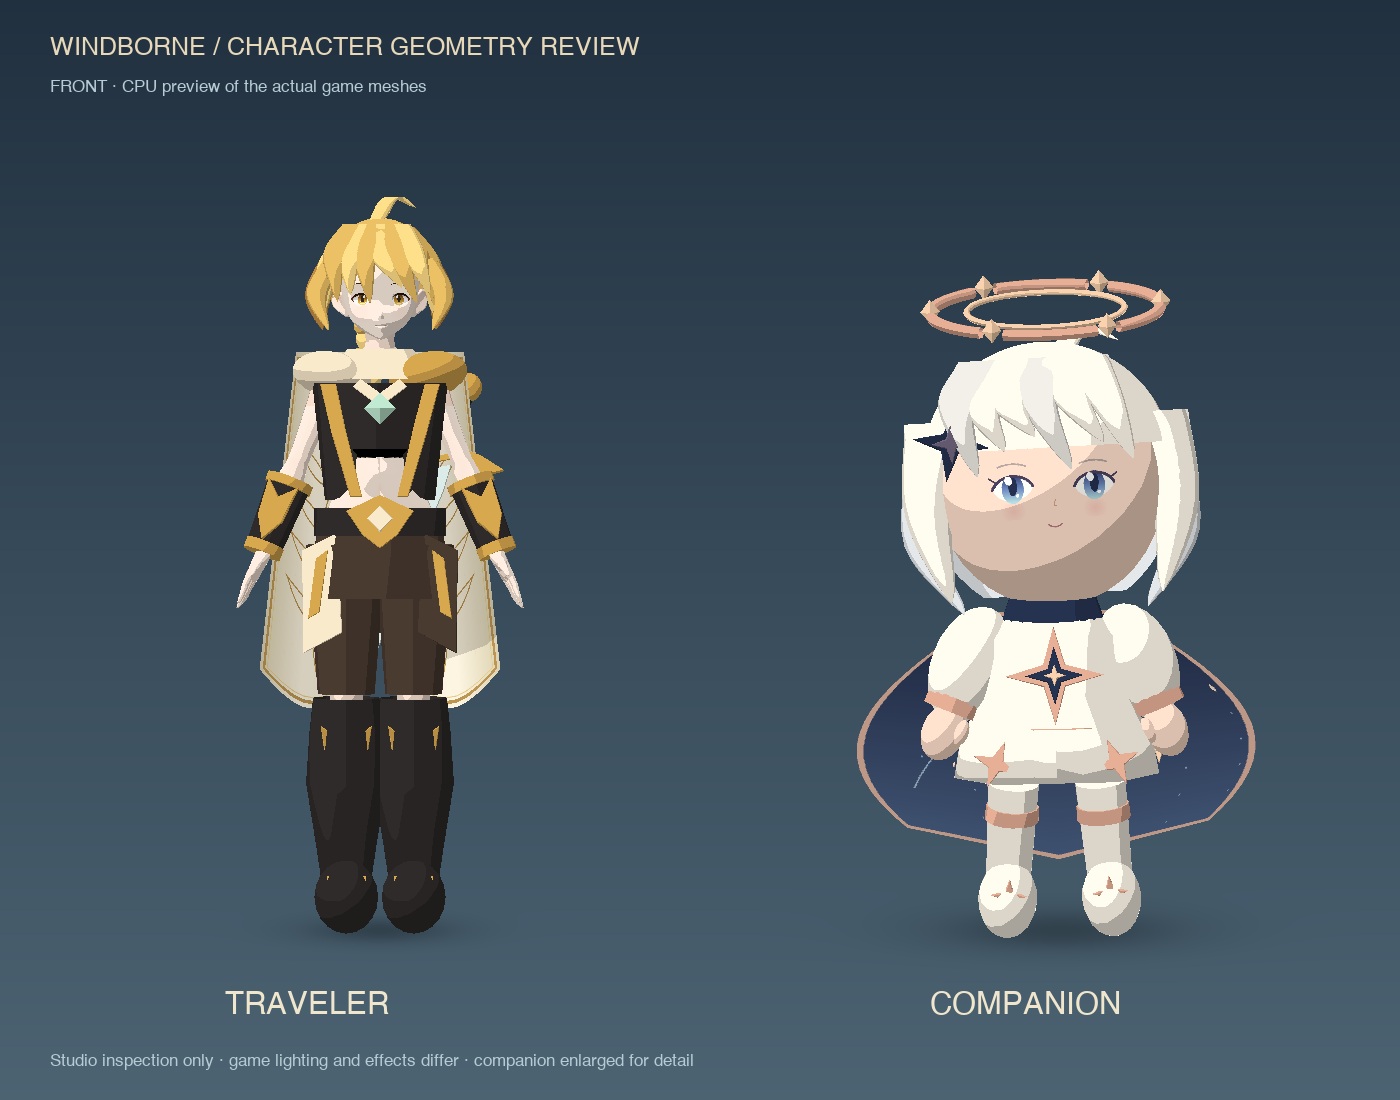 WINDBORNE / CHARACTER GEOMETRY REVIEW
FRONT · CPU preview of the actual game meshes
TRAVELER
COMPANION
Studio inspection only · game lighting and effects differ · companion enlarged for detail